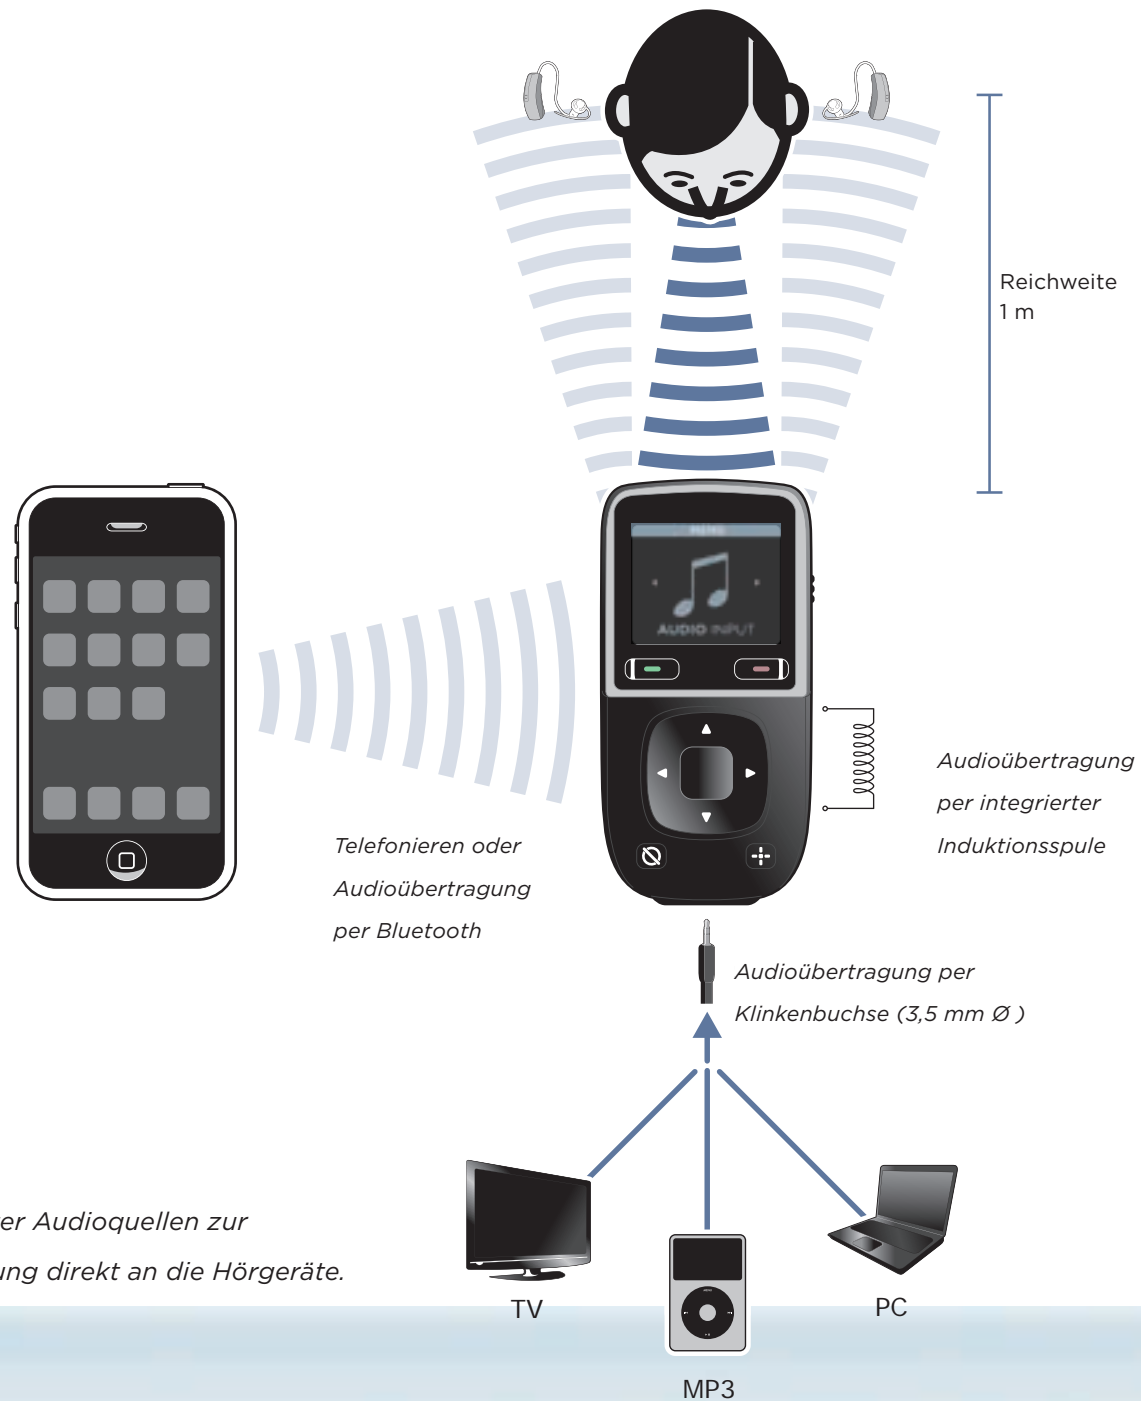 Reichweite
1 m
MENU
AUDIO INPUT
Audioübertragung
per integrierter
Induktionsspule
Telefonieren oder
Audioübertragung
per Bluetooth
Audioübertragung per
Klinkenbuchse (3,5 mm Ø )
er Audioquellen zur
ung direkt an die Hörgeräte.
TV
PC
MP3